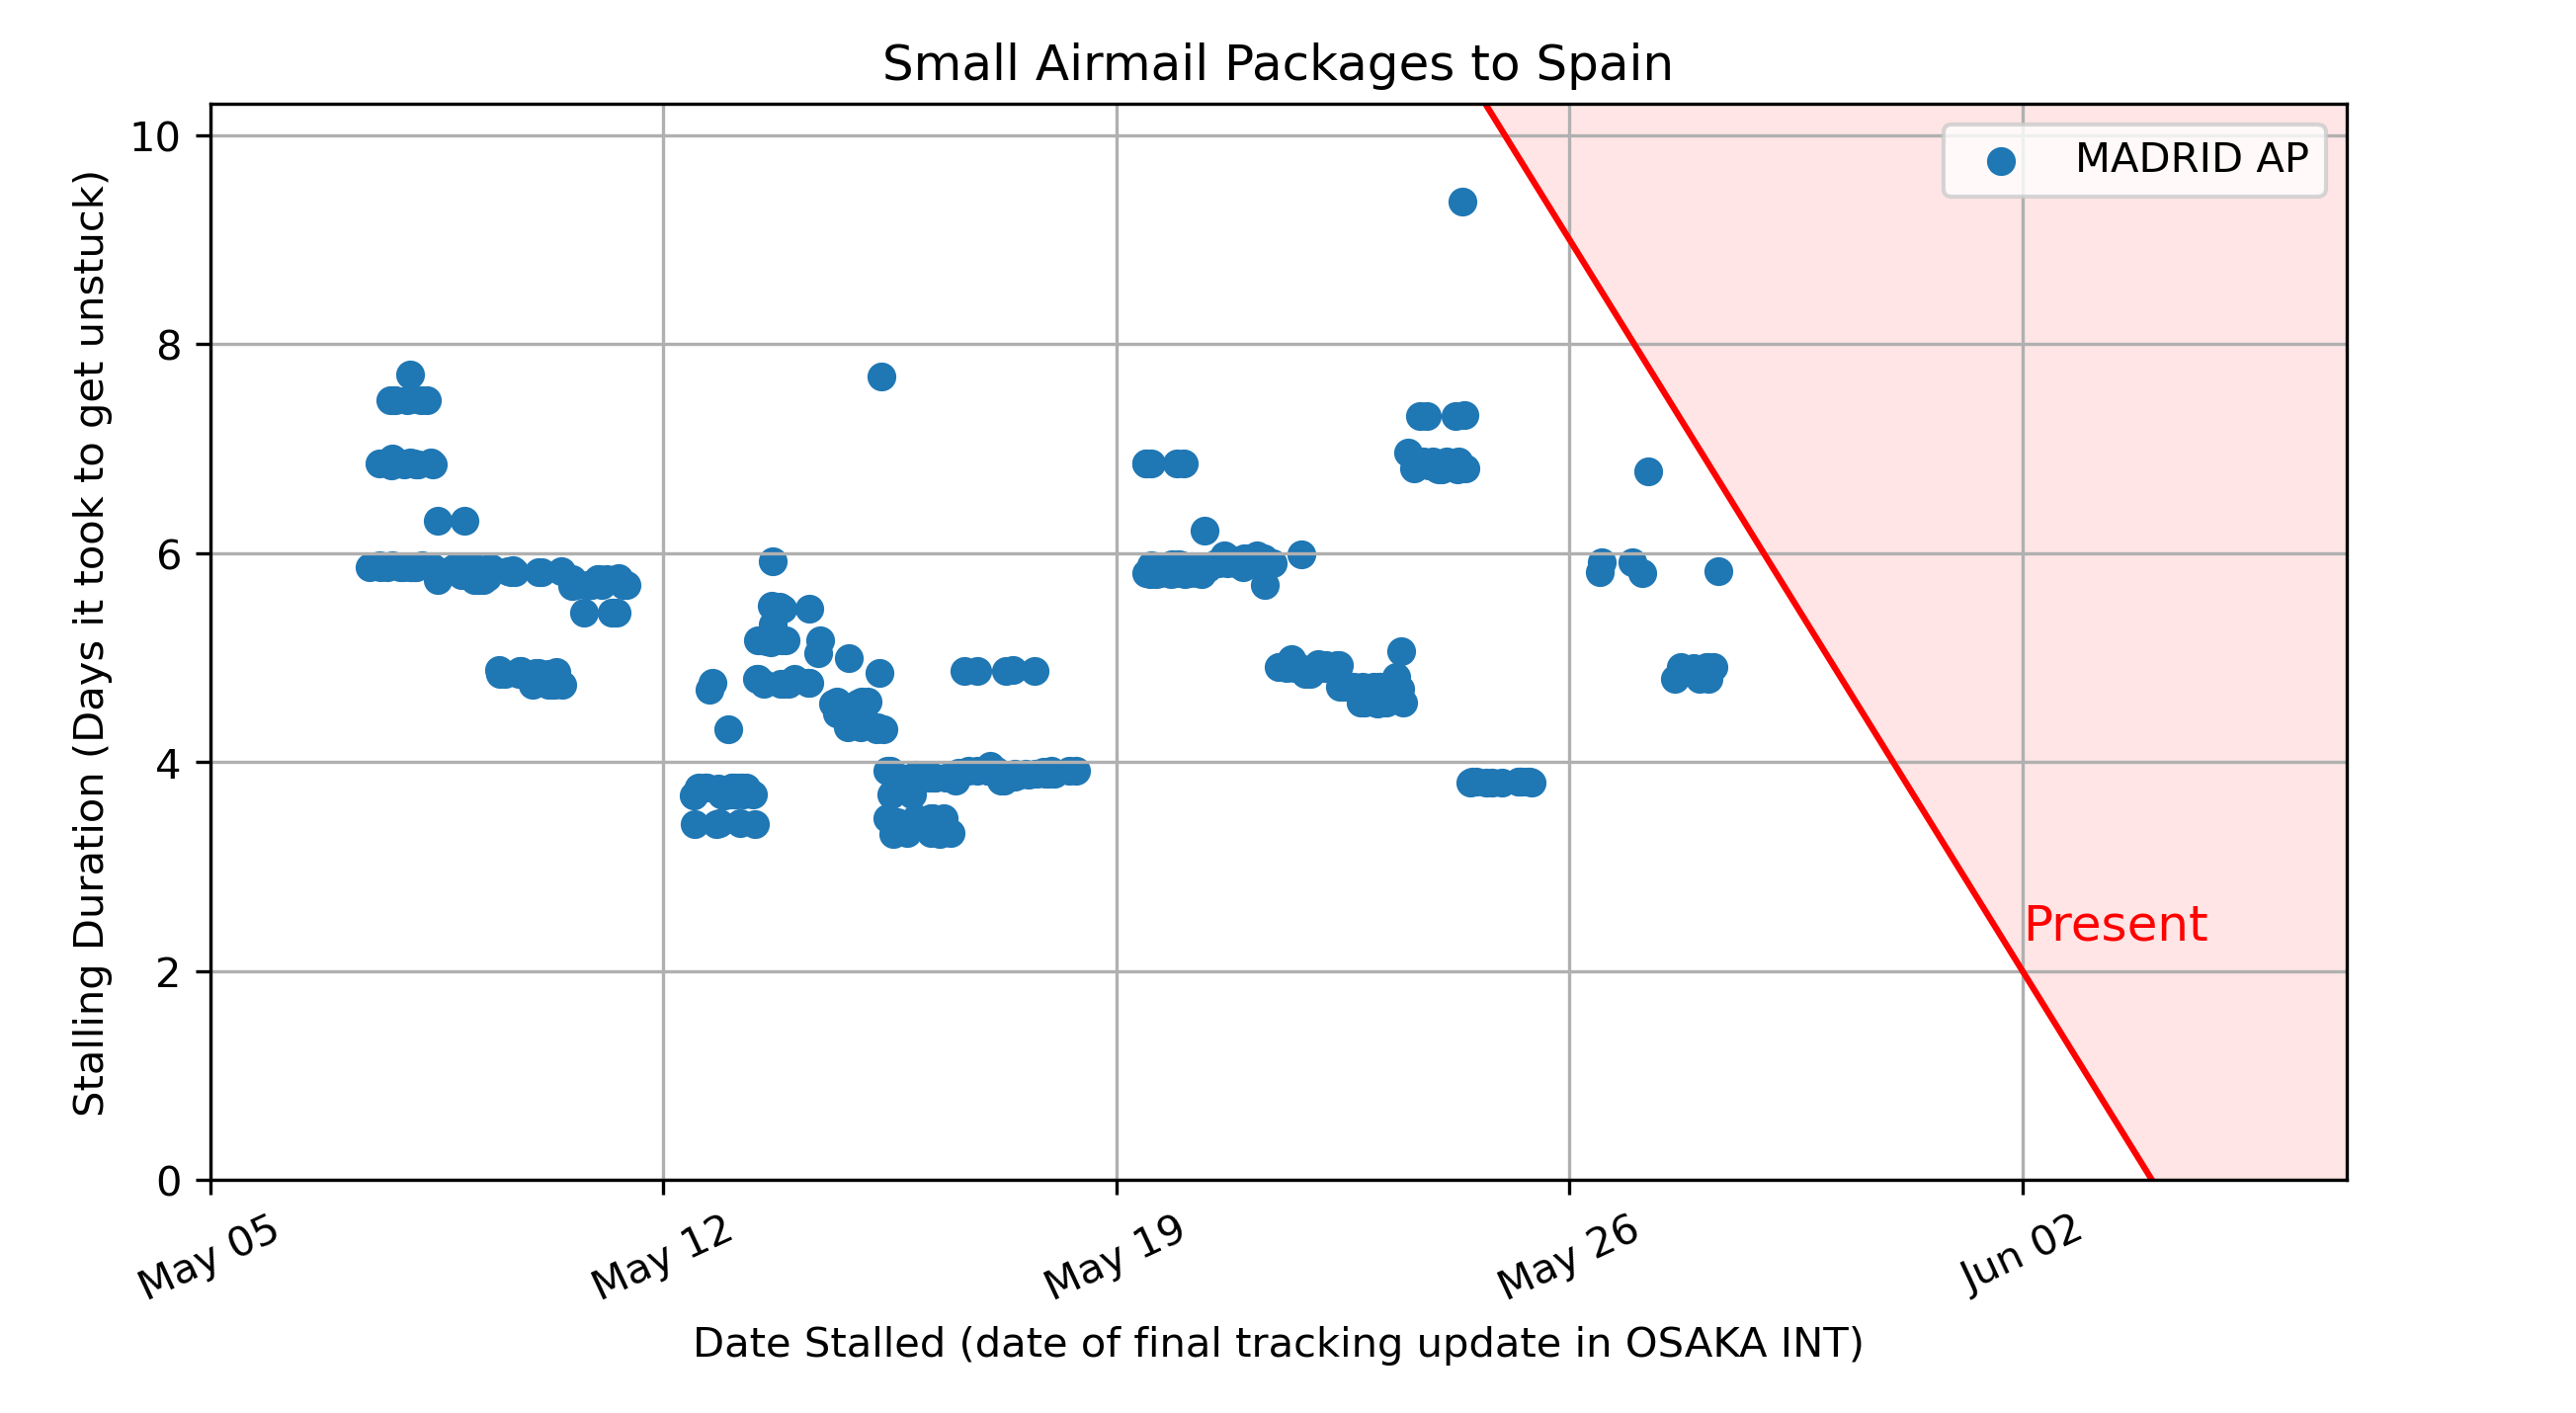 Small Airmail Packages to Spain
MADRID AP
Stalling Duration (Days it took to get unstuck)
10
8
6
4
2
0
Present
May 05
May 12
May 19
May 26
Jun 02
Date Stalled (date of final tracking update in OSAKA INT)